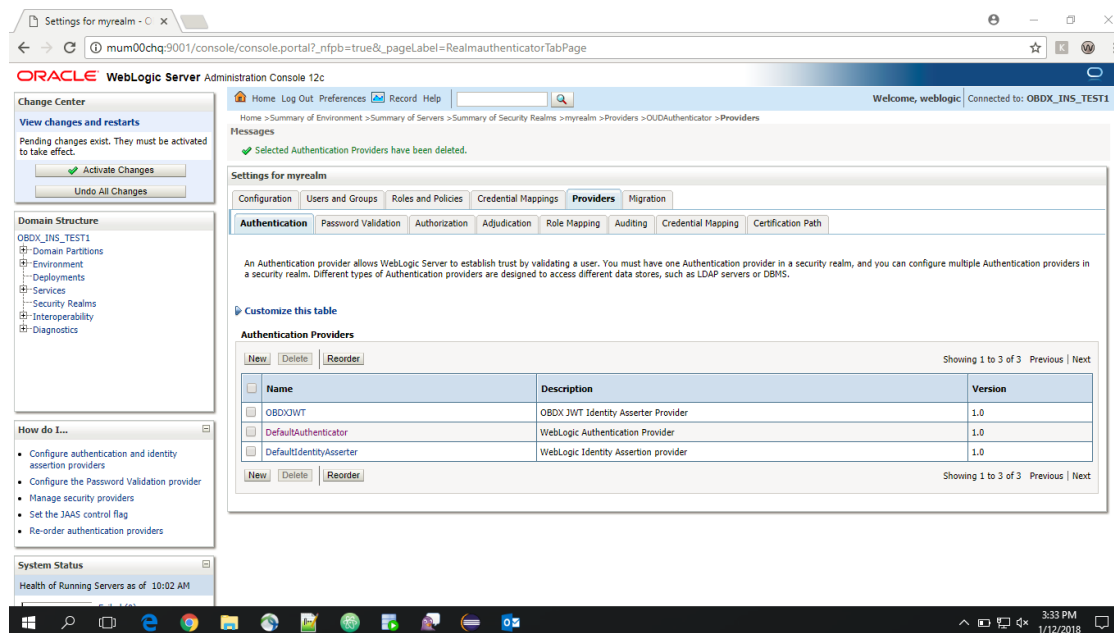 Settings for myrealm - O
mum00chq:9001/console/console.portal?_nfpb=true&_pageLabel=RealmauthenticatorTabPage
ORACLE WebLogic Server Administration Console 12c
Change Center
View changes and restarts
Pending changes exist. They must be activated
to take effect.
Activate Changes
Undo All Changes
Domain Structure
OBDX_INS_TEST1
Domain Partitions
Environment
Deployments
Services
Security Realms
Interoperability
Diagnostics
How do I...
Configure authentication and identity
assertion providers
Configure the Password Validation provider
Manage security providers
Set the JAAS control flag
Re-order authentication providers
System Status
Health of Running Servers as of 10:02 AM
Home Log Out Preferences Record Help
Welcome, weblogic Connected to: OBDX_INS_TEST1
Home >Summary of Environment >Summary of Servers >Summary of Security Realms >myrealm >Providers >OUDAuthenticator >Providers
Messages
Selected Authentication Providers have been deleted.
Settings for myrealm
Configuration Users and Groups Roles and Policies Credential Mappings Providers Migration
Authentication Password Validation Authorization Adjudication Role Mapping Auditing Credential Mapping Certification Path
An Authentication provider allows WebLogic Server to establish trust by validating a user. You must have one Authentication provider in a security realm, and you can configure multiple Authentication providers in
a security realm. Different types of Authentication providers are designed to access different data stores, such as LDAP servers or DBMS.
Customize this table
Authentication Providers
New Delete Reorder Showing 1 to 3 of 3 Previous | Next
Name Description Version
OBDXJWT OBDX JWT Identity Asserter Provider 1.0
DefaultAuthenticator WebLogic Authentication Provider 1.0
DefaultIdentityAsserter WebLogic Identity Assertion provider 1.0
New Delete Reorder Showing 1 to 3 of 3 Previous | Next
3:33 PM
1/12/2018